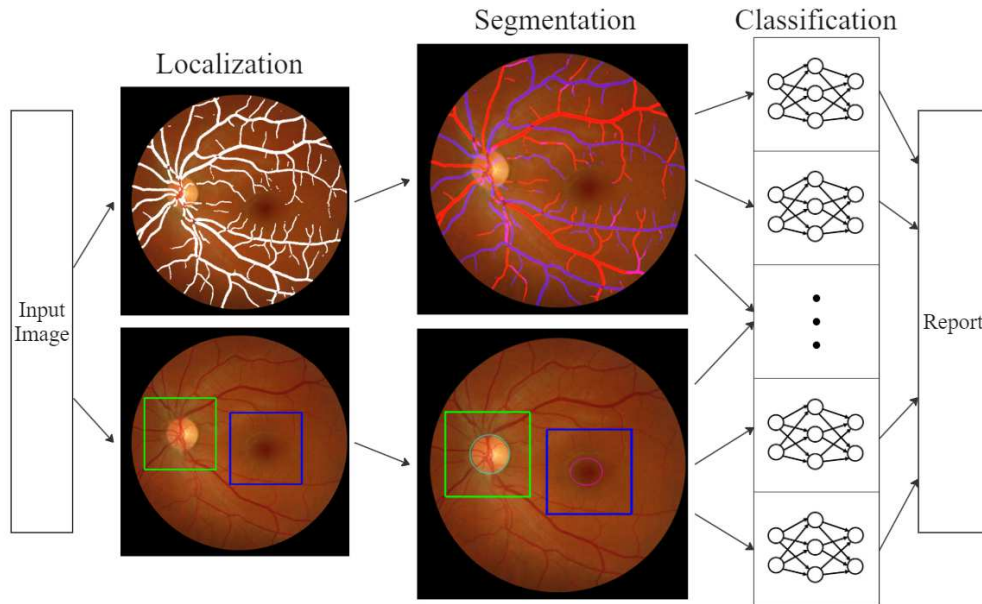 Segmentation
Classification
Localization
Input
Image
Report